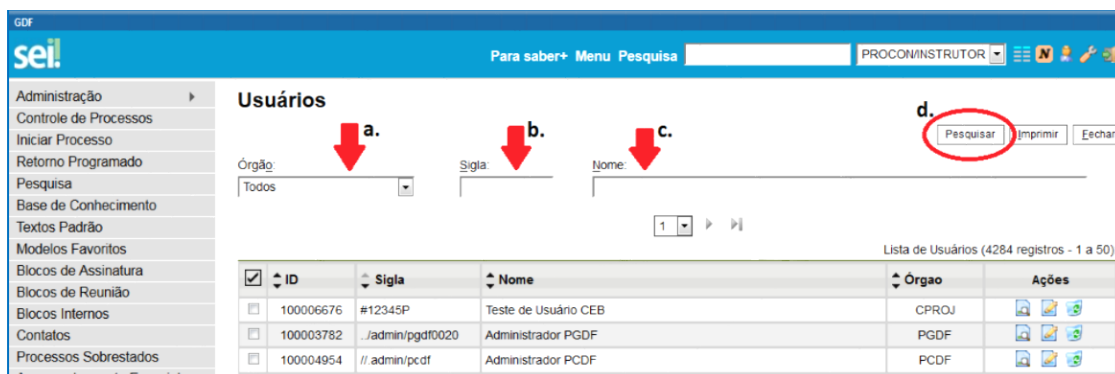 GDF
sei!
Para saber+ Menu Pesquisa
PROCON/INSTRUTOR
N
Administração
Controle de Processos
Iniciar Processo
Retorno Programado
Pesquisa
Base de Conhecimento
Textos Padrão
Modelos Favoritos
Blocos de Assinatura
Blocos de Reunião
Blocos Internos
Contatos
Processos Sobrestados
Usuários
a.
b.
c.
d.
Pesquisar Imprimir Fechar
Órgão: Sigla: Nome:
Todos
1
Lista de Usuários (4284 registros - 1 a 50)
ID Sigla Nome Órgao Ações
100006676 #12345P Teste de Usuário CEB CPROJ
100003782 ../admin/pgdf0020 Administrador PGDF PGDF
100004954 // admin/pcdf Administrador PCDF PCDF